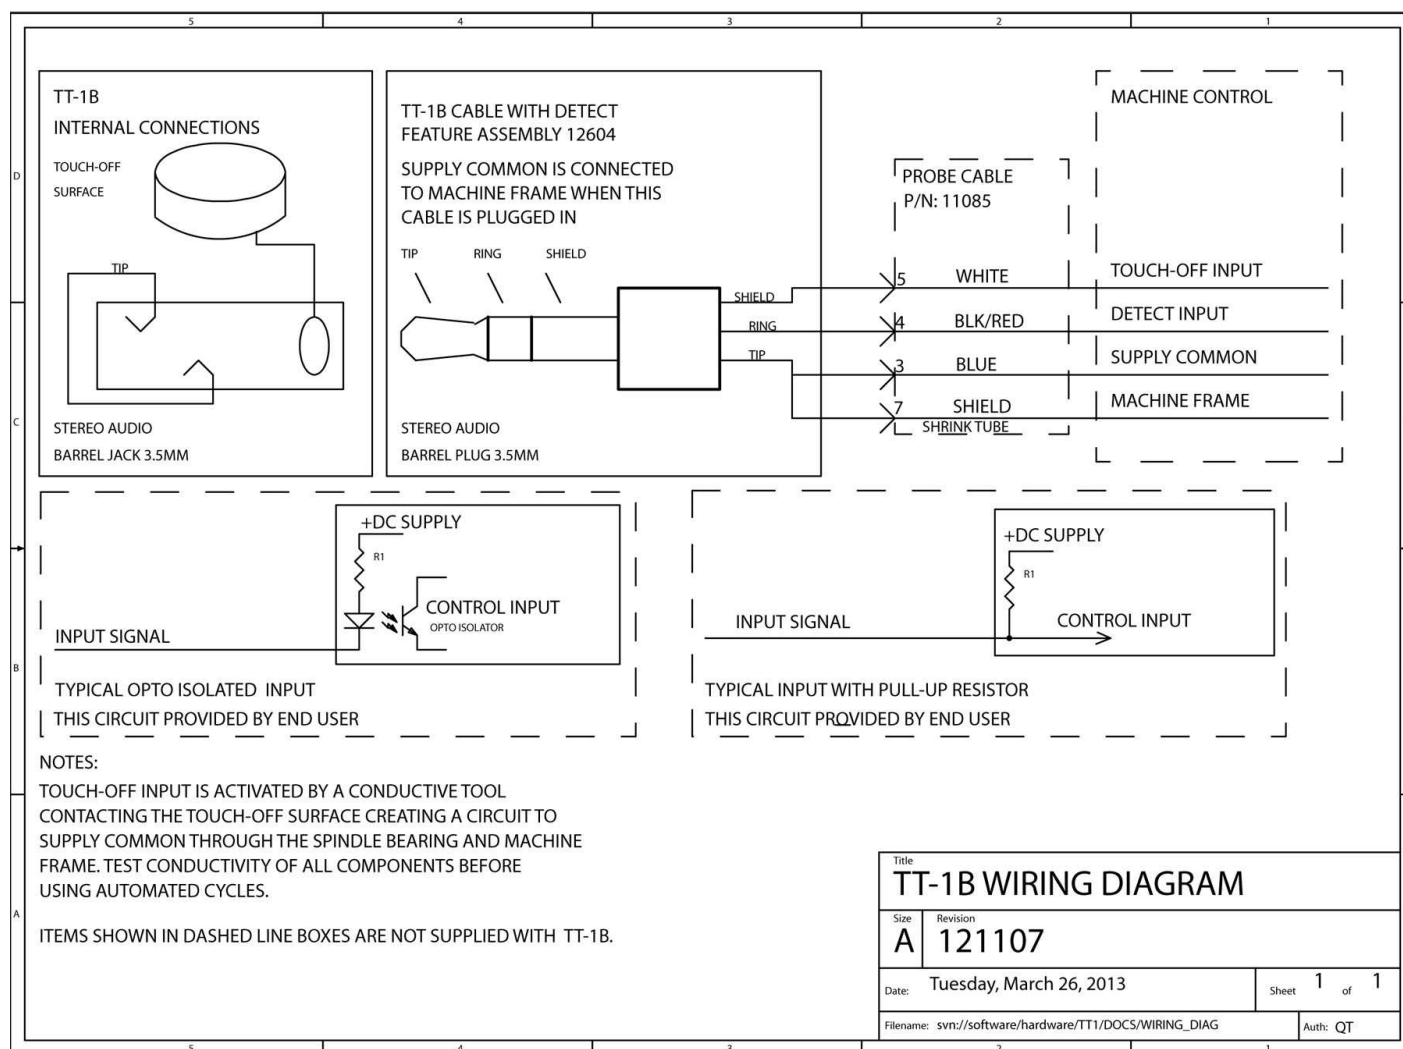 5 4 3 2 1
D
C
B
A
TT-1B
INTERNAL CONNECTIONS
TOUCH-OFF
SURFACE
TIP
STEREO AUDIO
BARREL JACK 3.5MM
TT-1B CABLE WITH DETECT
FEATURE ASSEMBLY 12604
SUPPLY COMMON IS CONNECTED
TO MACHINE FRAME WHEN THIS
CABLE IS PLUGGED IN
TIP RING SHIELD
SHIELD
RING
TIP
STEREO AUDIO
BARREL PLUG 3.5MM
PROBE CABLE
P/N: 11085
5 WHITE
4 BLK/RED
3 BLUE
7 SHIELD
SHRINK TUBE
MACHINE CONTROL
TOUCH-OFF INPUT
DETECT INPUT
SUPPLY COMMON
MACHINE FRAME
+DC SUPPLY
R1
CONTROL INPUT
OPTO ISOLATOR
INPUT SIGNAL
TYPICAL OPTO ISOLATED INPUT
THIS CIRCUIT PROVIDED BY END USER
+DC SUPPLY
R1
INPUT SIGNAL
CONTROL INPUT
TYPICAL INPUT WITH PULL-UP RESISTOR
THIS CIRCUIT PROVIDED BY END USER
NOTES:
TOUCH-OFF INPUT IS ACTIVATED BY A CONDUCTIVE TOOL
CONTACTING THE TOUCH-OFF SURFACE CREATING A CIRCUIT TO
SUPPLY COMMON THROUGH THE SPINDLE BEARING AND MACHINE
FRAME. TEST CONDUCTIVITY OF ALL COMPONENTS BEFORE
USING AUTOMATED CYCLES.
ITEMS SHOWN IN DASHED LINE BOXES ARE NOT SUPPLIED WITH TT-1B.
Title
TT-1B WIRING DIAGRAM
Size Revision
A 121107
Date: Tuesday, March 26, 2013 Sheet 1 of 1
Filename: svn://software/hardware/TT1/DOCS/WIRING_DIAG Auth: QT
5 4 3 2 1